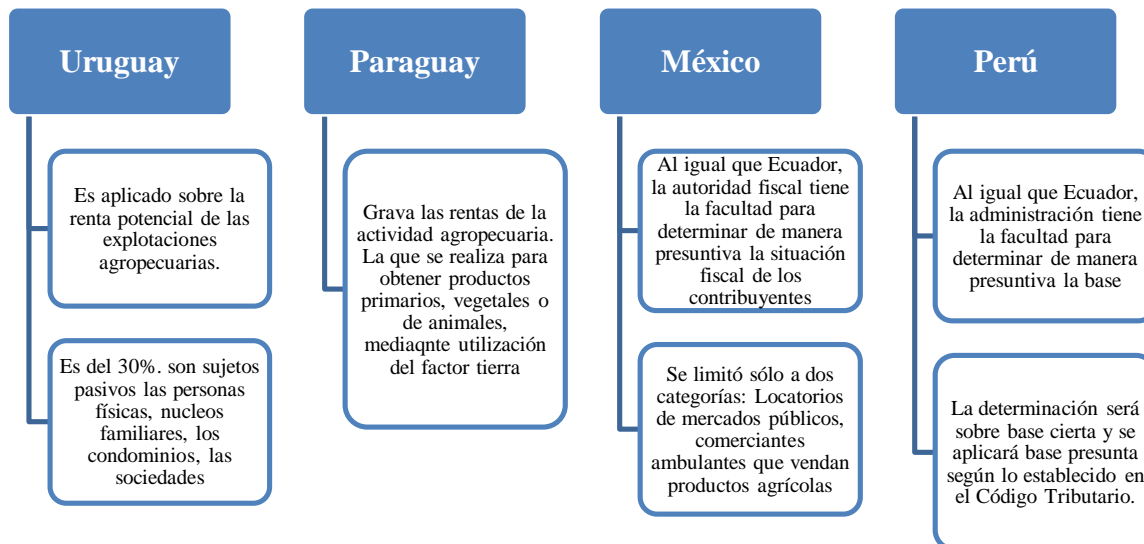 Uruguay
Es aplicado sobre la
renta potencial de las
explotaciones
agropecuarias.
Es del 30%. son sujetos
pasivos las personas
físicas, nucleos
familiares, los
condominios, las
sociedades
Paraguay
Grava las rentas de la
actividad agropecuaria.
La que se realiza para
obtener productos
primarios, vegetales o
de animales,
mediaqnte utilización
del factor tierra
México
Al igual que Ecuador,
la autoridad fiscal tiene
la facultad para
determinar de manera
presuntiva la situación
fiscal de los
contribuyentes
Se limitó sólo a dos
categorías: Locatorios
de mercados públicos,
comerciantes
ambulantes que vendan
productos agrícolas
Perú
Al igual que Ecuador,
la administración tiene
la facultad para
determinar de manera
presuntiva la base
La determinación será
sobre base cierta y se
aplicará base presunta
según lo establecido en
el Código Tributario.